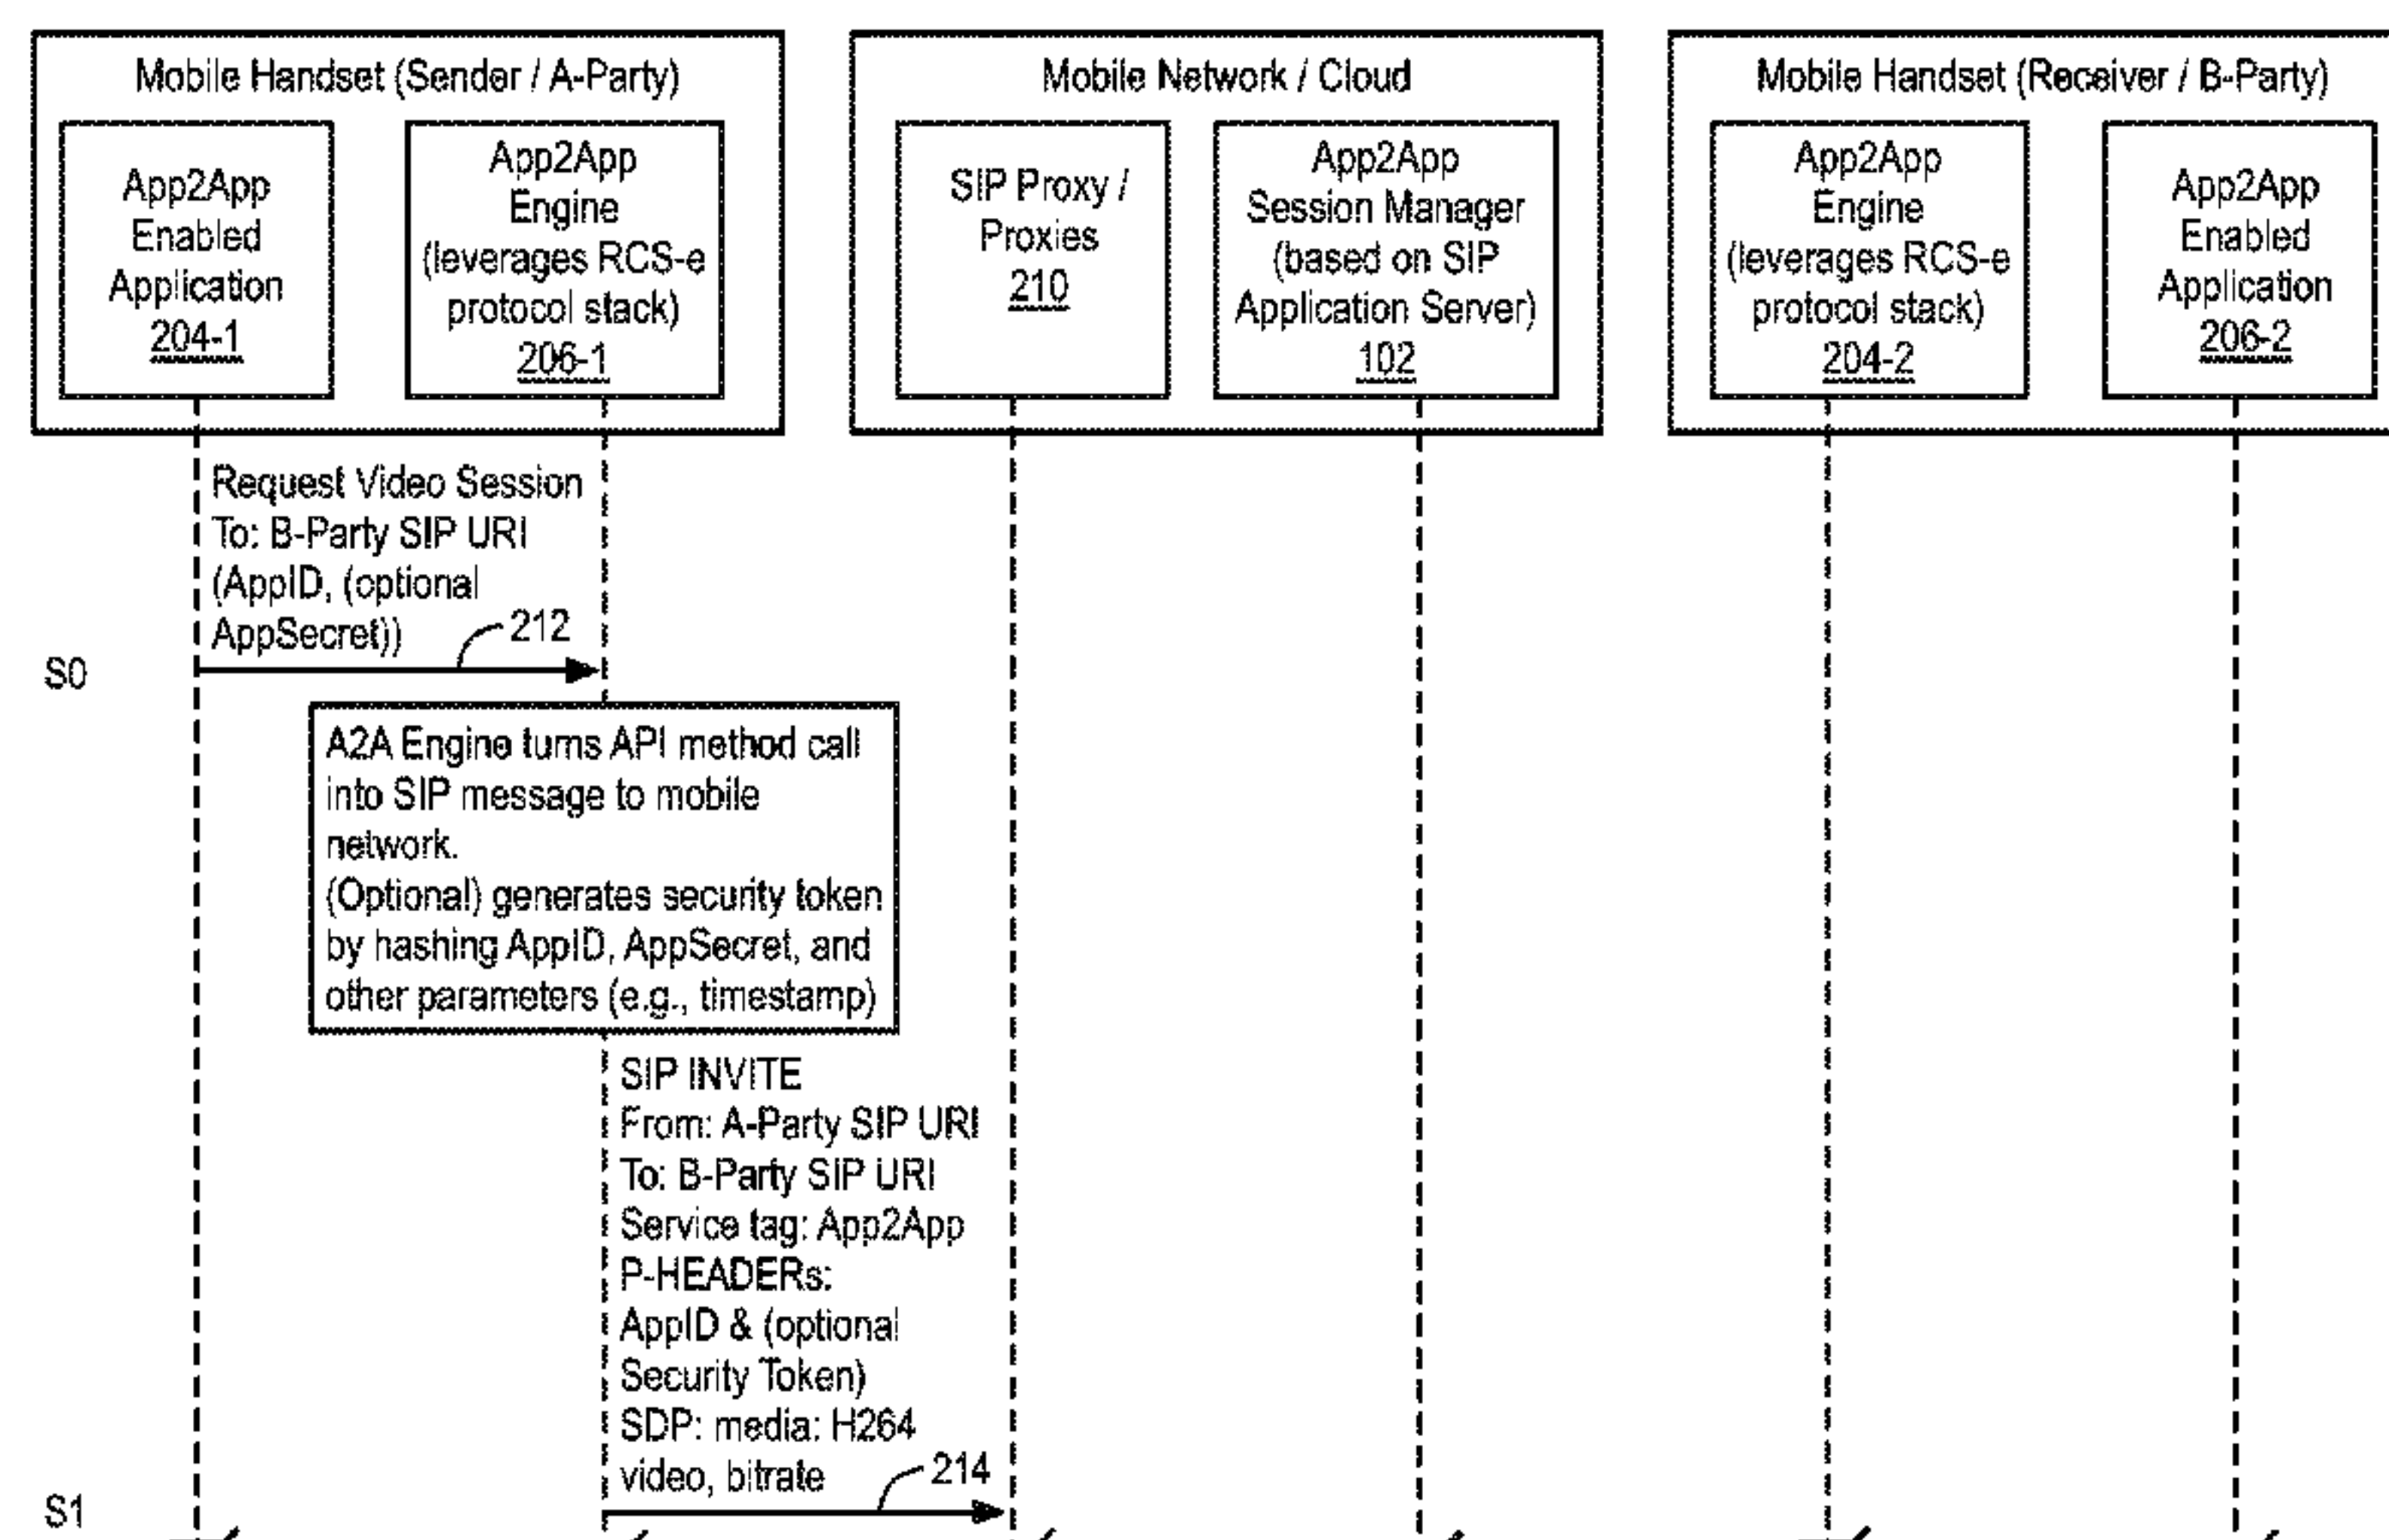 Mobile Handset (Sender / A-Party)
App2App
Enabled
Application
204-1
App2App
Engine
(leverages RCS-e
protocol stack)
206-1
Mobile Network / Cloud
SIP Proxy /
Proxies
210
App2App
Session Manager
(based on SIP
Application Server)
102
Mobile Handset (Receiver / B-Party)
App2App
Engine
(leverages RCS-e
protocol stack)
204-2
App2App
Enabled
Application
206-2
Request Video Session
To: B-Party SIP URI
(AppID, (optional
AppSecret))
212
S0
A2A Engine turns API method call
into SIP message to mobile
network.
(Optional) generates security token
by hashing AppID, AppSecret, and
other parameters (e.g., timestamp)
SIP INVITE
From: A-Party SIP URI
To: B-Party SIP URI
Service tag: App2App
P-HEADERs:
AppID & (optional
Security Token)
SDP: media: H264
video, bitrate
214
S1